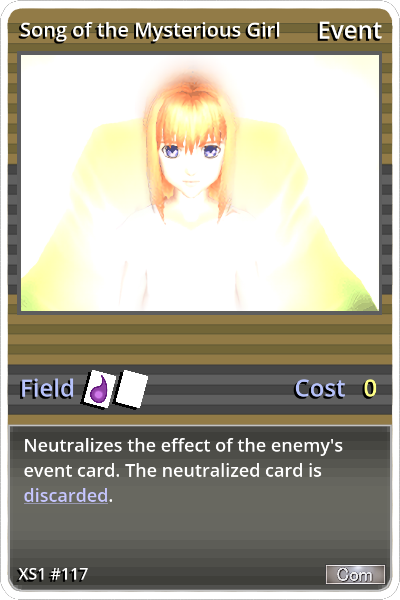 Song of the Mysterious Girl Event
Field Cost 0
Neutralizes the effect of the enemy's
event card. The neutralized card is
discarded.
XS1 #117 Com